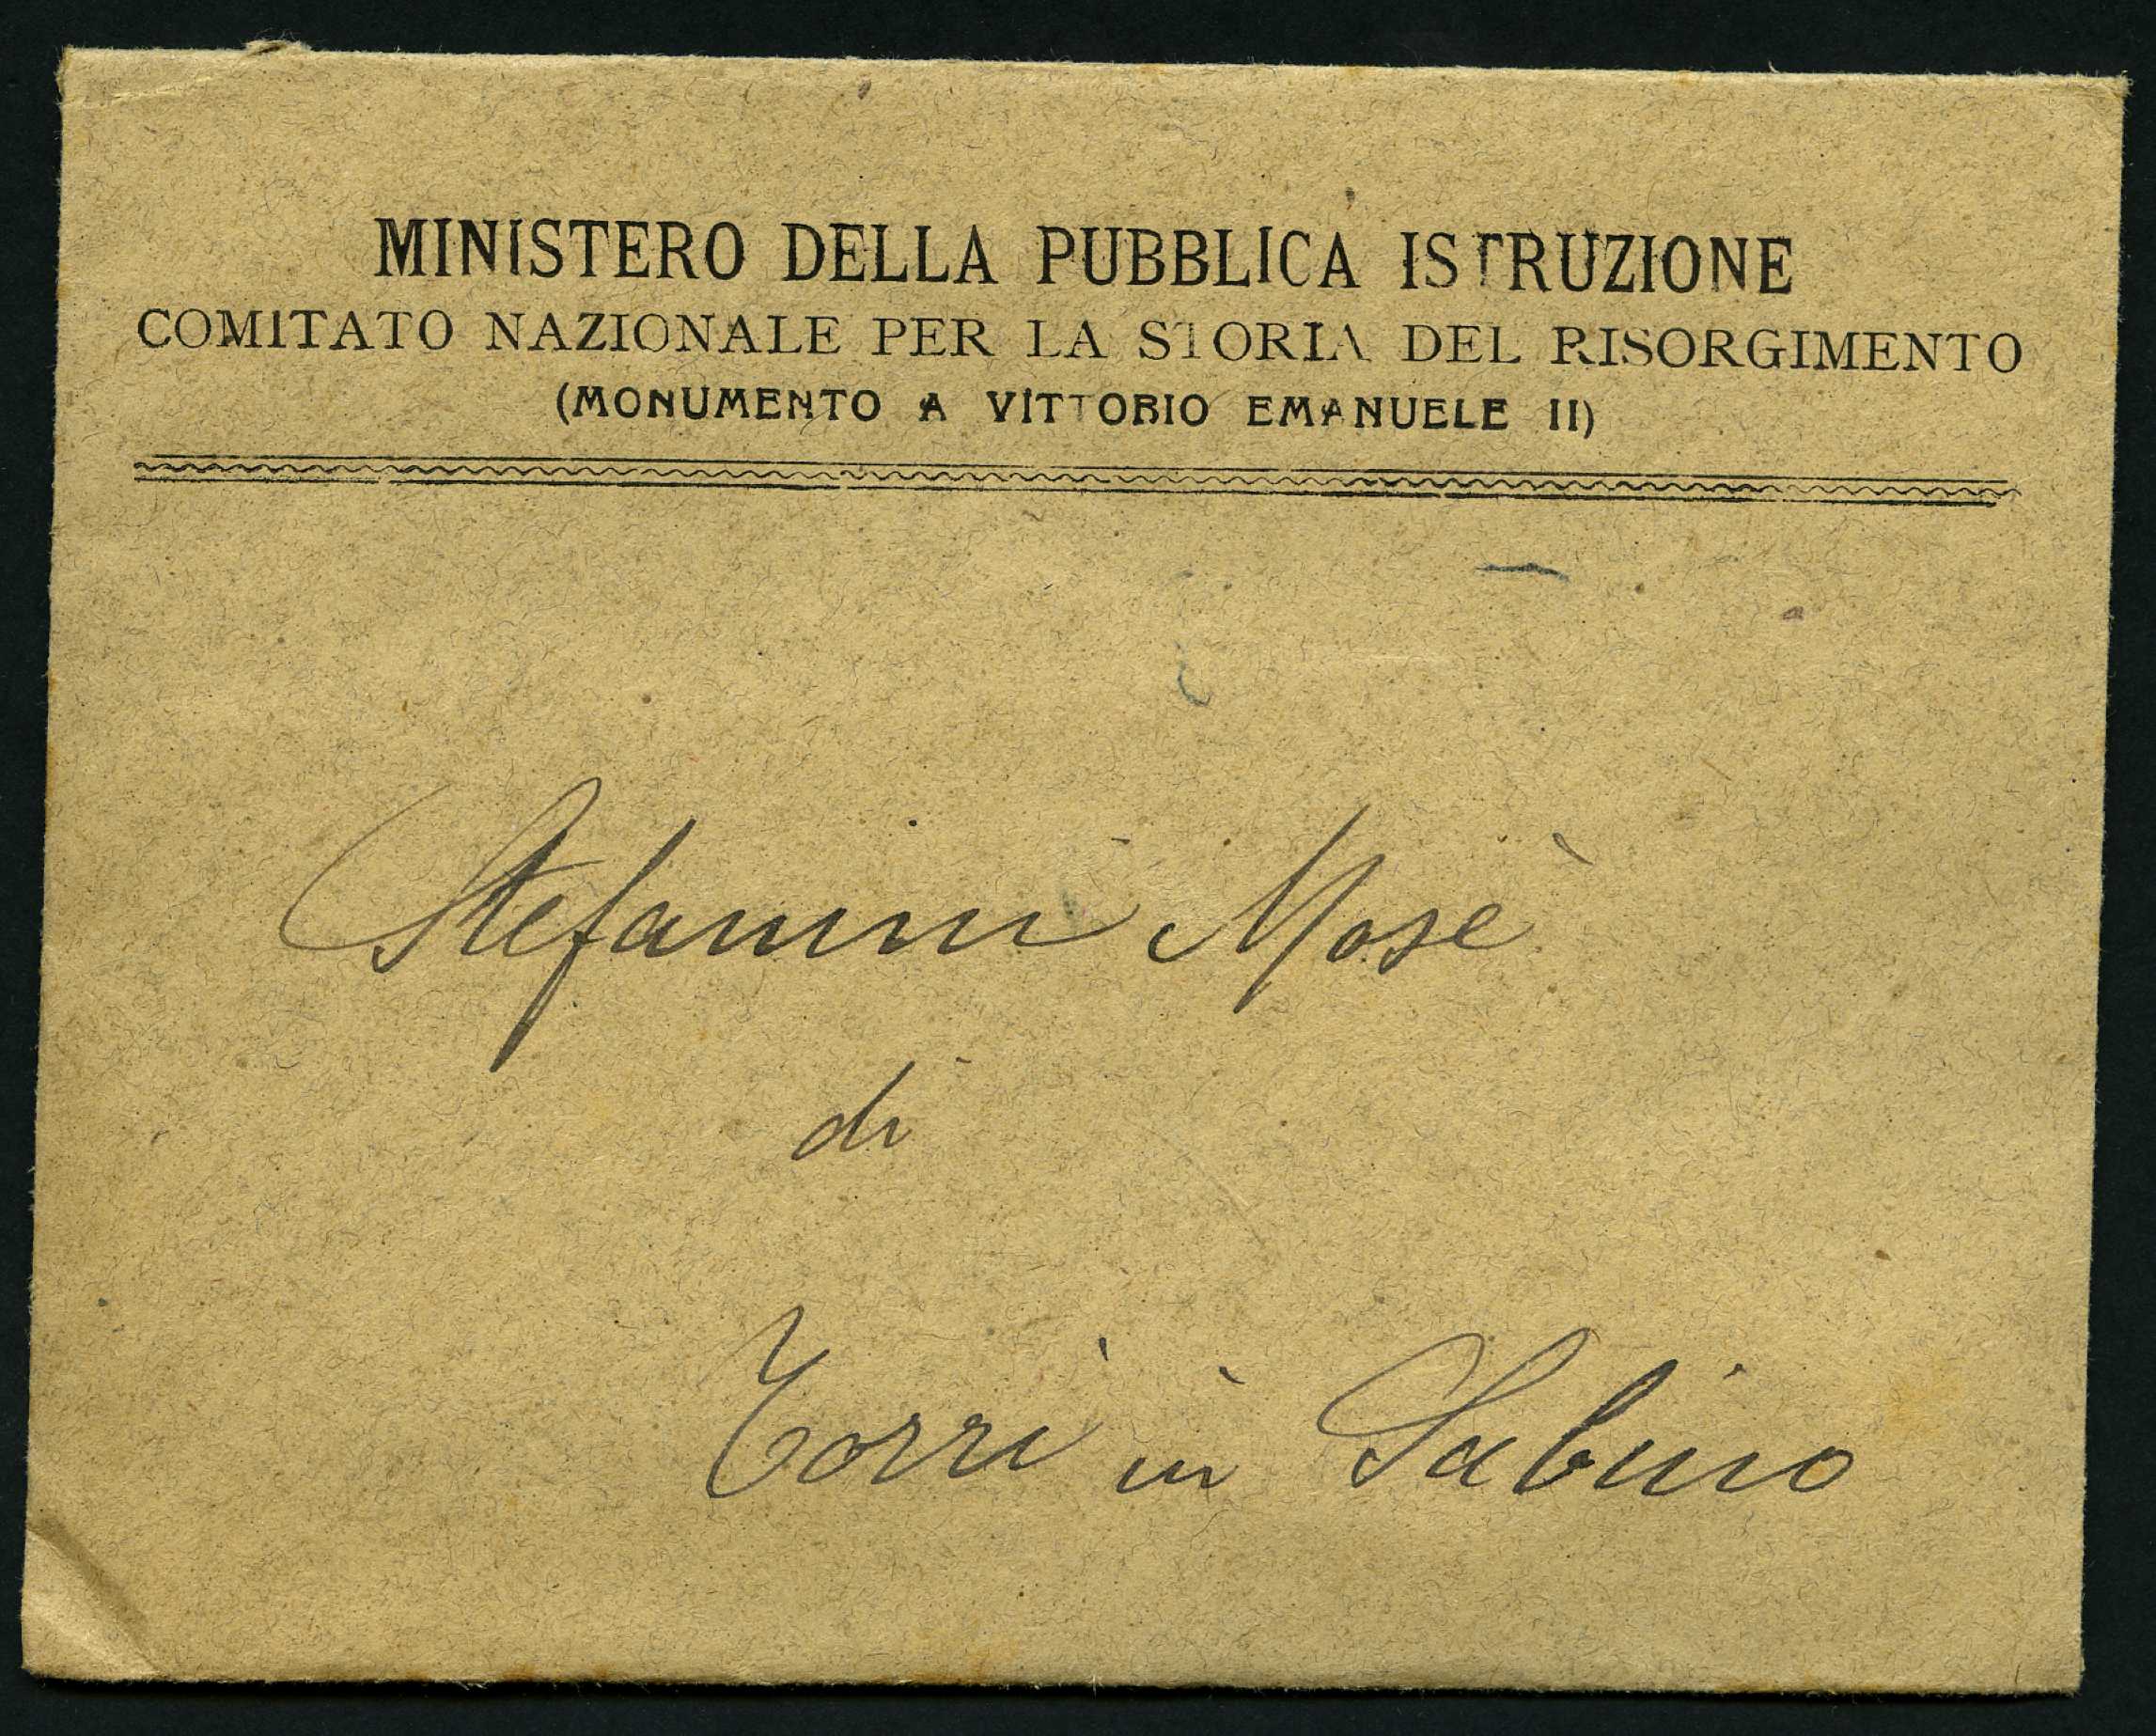 MINISTERO DELLA PUBBLICA ISTRUZIONE
COMITATO NAZIONALE PER LA STORIA DEL RISORGIMENTO
(MONUMENTO A VITTORIO EMANUELE II)
Stefanini Mosè
di
Torri in Sabino